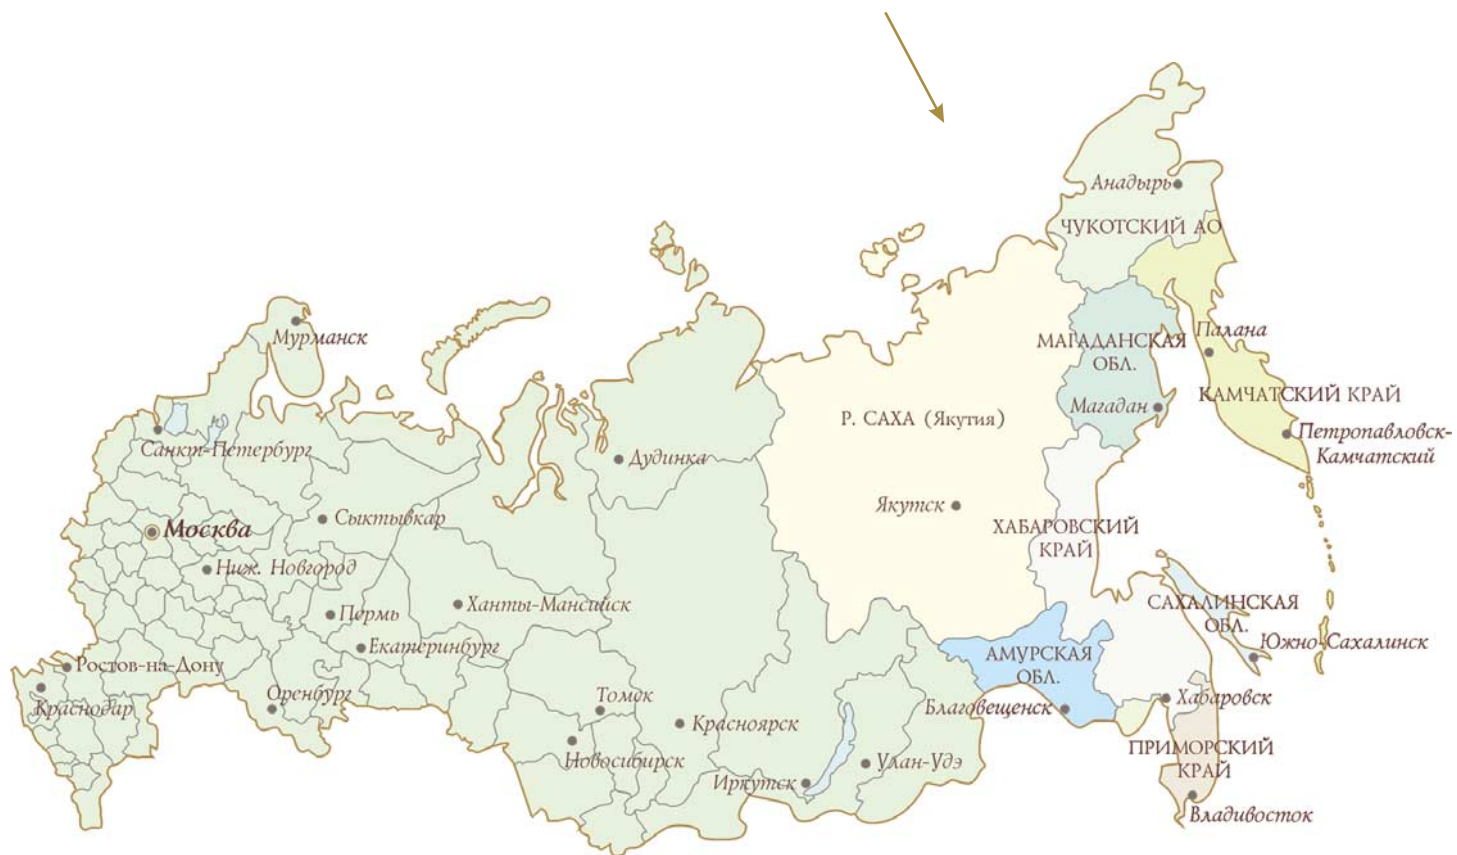 Анадырь
ЧУКОТСКИЙ АО
Мурманск
Палана
МАГАДАНСКАЯ
ОБЛ.
КАМЧАТСКИЙ КРАЙ
Магадан
Р. САХА (Якутия)
Петропавловск-
Камчатский
Санкт-Петербург
Дудинка
Якутск
Сыктывкар
ХАБАРОВСКИЙ
КРАЙ
Москва
Ниж. Новгород
Ханты-Мансийск
Пермь
САХАЛИНСКАЯ
ОБЛ.
Екатеринбург
Южно-Сахалинск
АМУРСКАЯ
ОБЛ.
Ростов-на-Дону
Оренбург
Томск
Хабаровск
Краснодар
Благовещенск
Красноярск
ПРИМОРСКИЙ
КРАЙ
Новосибирск
Улан-Удэ
Иркутск
Владивосток